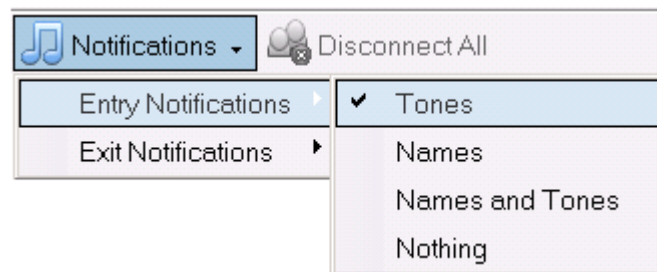 Notifications Disconnect All
Entry Notifications Tones
Exit Notifications Names
Names and Tones
Nothing